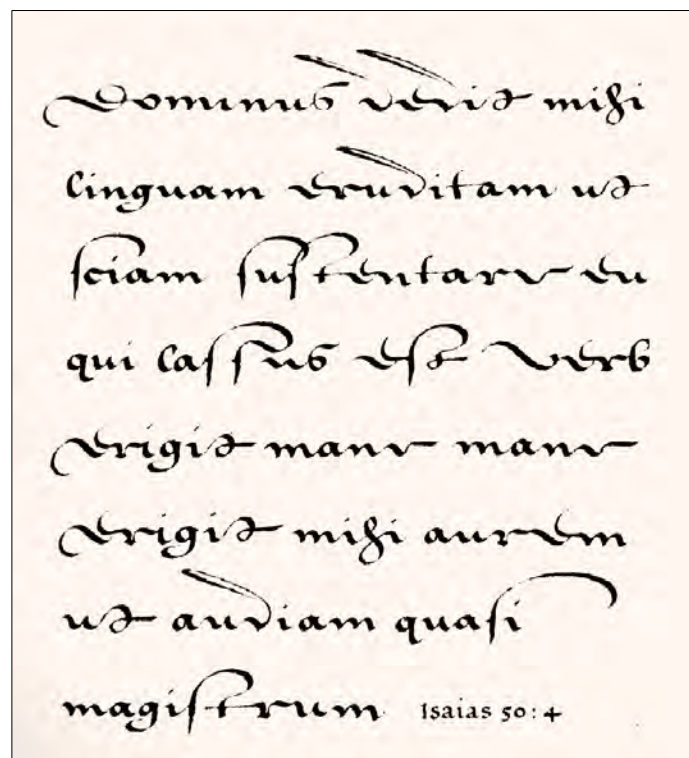 Dominus dedit mihi
linguam eruditam ut
sciam sustentare eu
qui lassus est verb
erigit mane mane
erigit mihi aurem
ut audiam quasi
magistrum Isaias 50:4